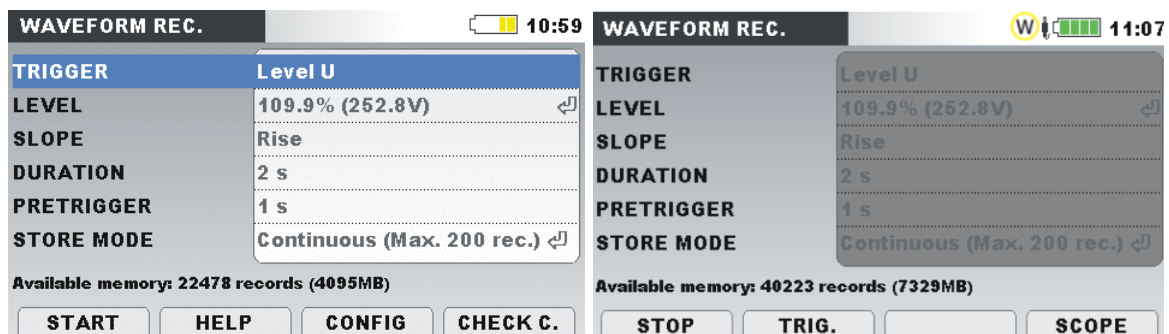 WAVEFORM REC. 10:59
TRIGGER Level U
LEVEL 109.9% (252.8V)
SLOPE Rise
DURATION 2 s
PRETRIGGER 1 s
STORE MODE Continuous (Max. 200 rec.)
Available memory: 22478 records (4095MB)
START HELP CONFIG CHECK C.
WAVEFORM REC. W 11:07
TRIGGER Level U
LEVEL 109.9% (252.8V)
SLOPE Rise
DURATION 2 s
PRETRIGGER 1 s
STORE MODE Continuous (Max. 200 rec.)
Available memory: 40223 records (7329MB)
STOP TRIG. SCOPE